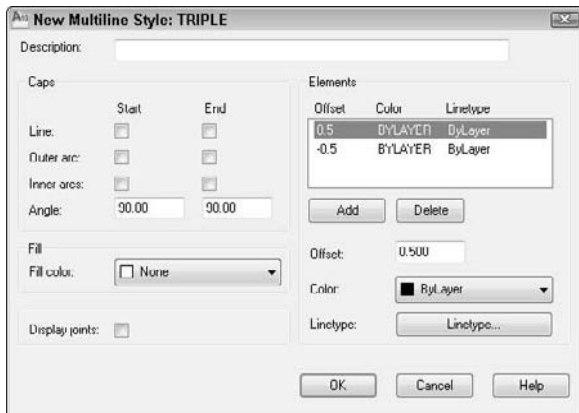 New Multiline Style: TRIPLE
Description:
Caps
Start End
Line:
Outer arc:
Inner arcs:
Angle: 90.00 90.00
Fill
Fill color: None
Display joints:
Elements
Offset Color Linetype
0.5 BYLAYER ByLayer
-0.5 BYLAYER ByLayer
Add Delete
Offset: 0.500
Color: ByLayer
Linetype: Linetype...
OK Cancel Help